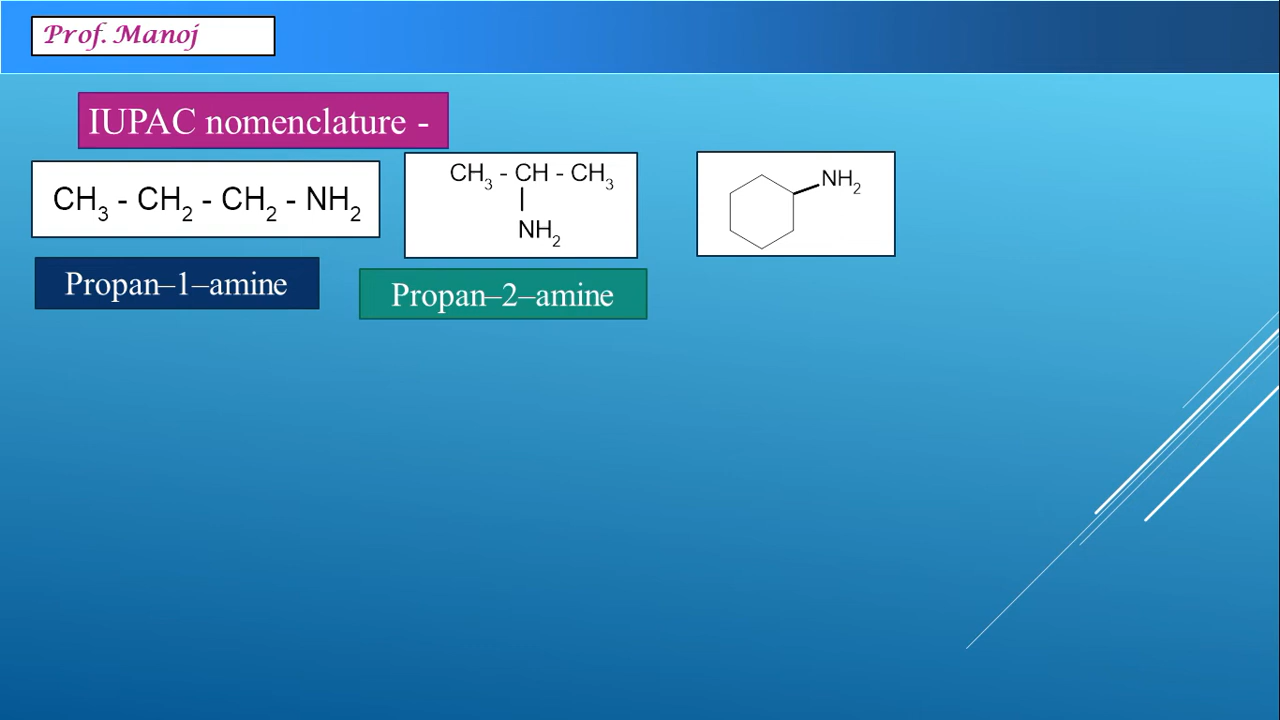 Prof. Manoj
IUPAC nomenclature -
CH₃ - CH₂ - CH₂ - NH₂
CH₃ - CH - CH₃
|
NH₂
NH₂
Propan–1–amine
Propan–2–amine